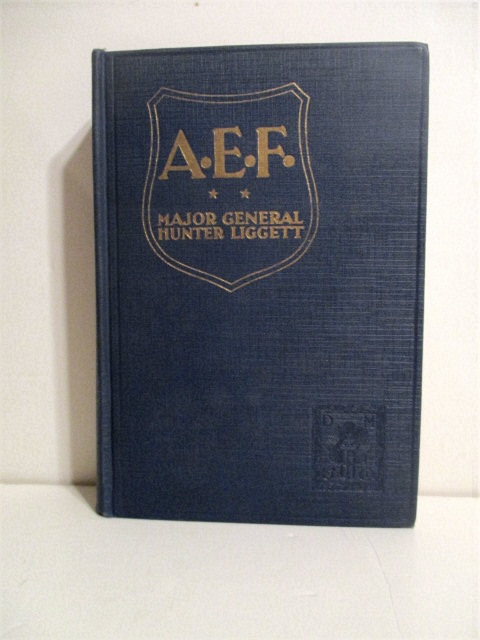 A.E.F.
MAJOR GENERAL
HUNTER LIGGETT
D M